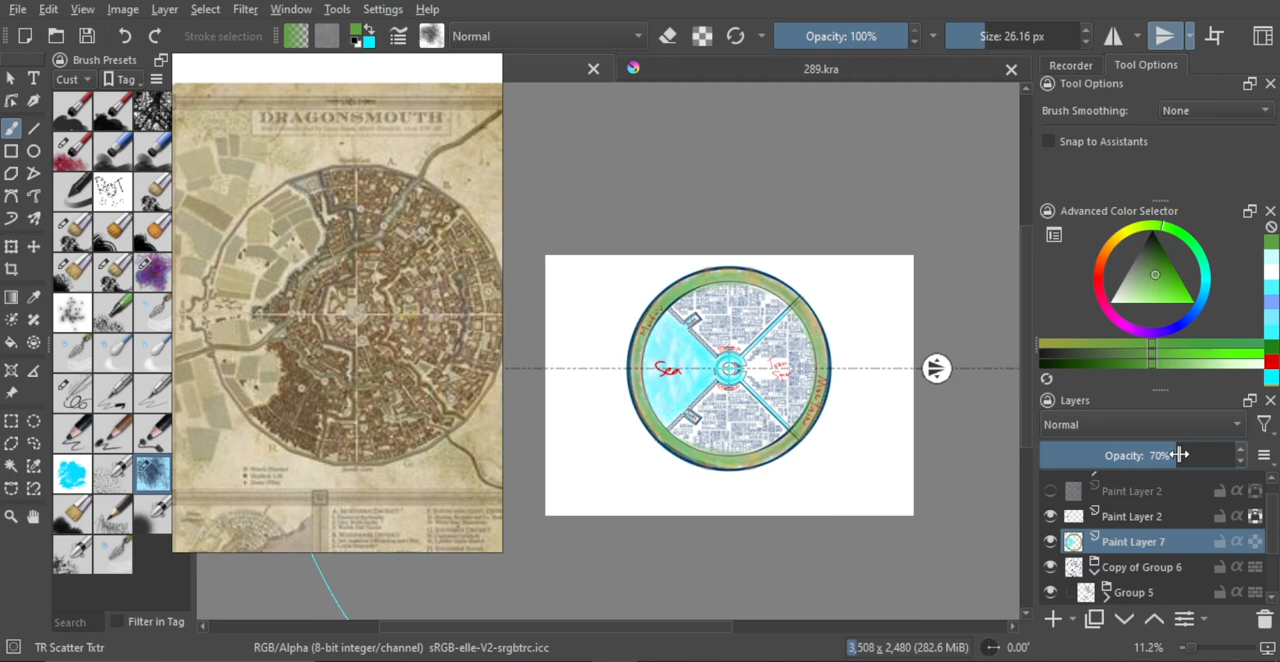 File Edit View Image Layer Select Filter Tools Settings Window Help
Stroke selection
Normal
Opacity: 100%
Size: 26.16 px
Brush Presets
Cust
Tag
289.kra
Recorder
Tool Options
Tool Options
Brush Smoothing:
None
Snap to Assistants
Advanced Color Selector
DRAGONSMOUTH
Sea
Layers
Normal
Opacity: 70%
Paint Layer 2
Paint Layer 2
Paint Layer 7
Copy of Group 6
Group 5
Search
Filter in Tag
TR Scatter Txtr
RGB/Alpha (8-bit integer/channel) sRGB-elle-V2-srgbtrc.icc
3,508 x 2,480 (282.6 MiB)
0.00°
11.2%